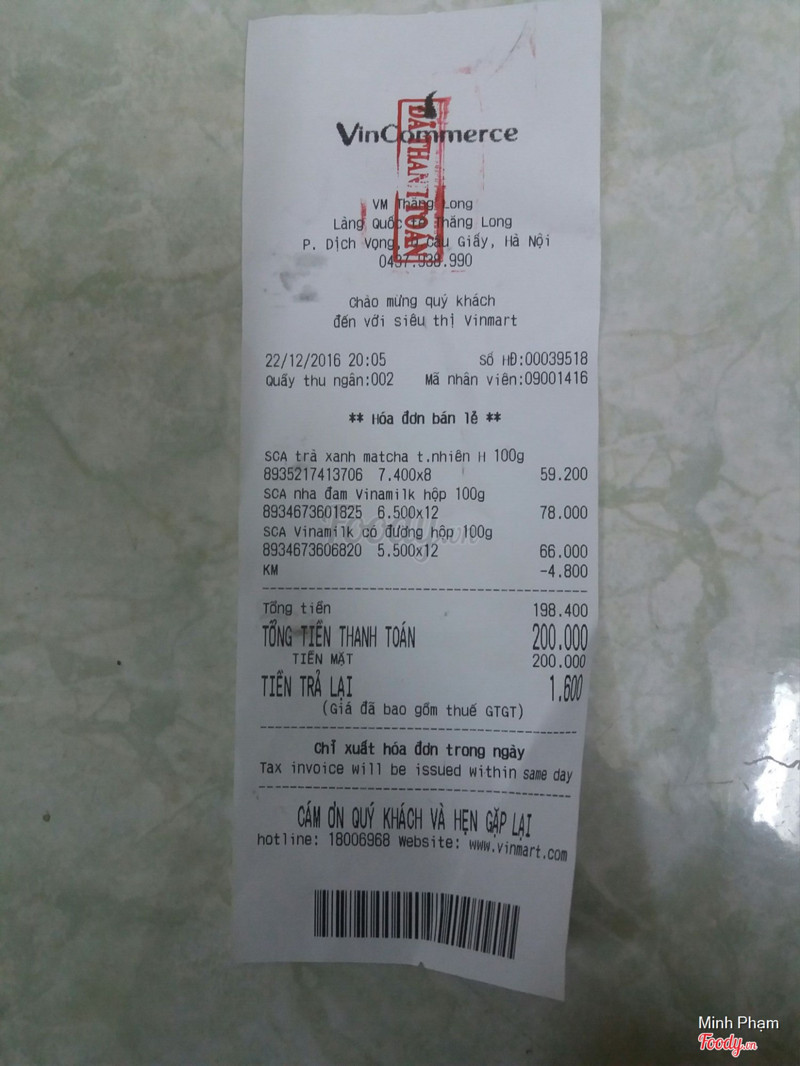 VinCommerce
ĐÃ THANH TOÁN
VM Thăng Long
Làng Quốc tế Thăng Long
P. Dịch Vọng, Q Cầu Giấy, Hà Nội
990
Chào mừng quý khách
đến với siêu thị Vinmart
22/12/2016 20:05 Số HĐ:00039518
Quầy thu ngân:002 Mã nhân viên:09001416
** Hóa đơn bán lẻ **
SCA trà xanh matcha t.nhiên H 100g
8935217413706 7.400x8 59.200
SCA nha đam Vinamilk hộp 100g
8934673601825 6.500x12 78.000
SCA Vinamilk có đường hộp 100g
8934673606820 5.500x12 66.000
KM -4.800
Tổng tiền 198.400
TỔNG TIỀN THANH TOÁN 200.000
TIỀN MẶT 200.000
TIỀN TRẢ LẠI 1.600
(Giá đã bao gồm thuế GTGT)
Chỉ xuất hóa đơn trong ngày
Tax invoice will be issued within same day
CÁM ƠN QUÝ KHÁCH VÀ HẸN GẶP LẠI
hotline: 18006968 Website: www.vinmart.com
Foody.vn
Minh Phạm
Foody.vn